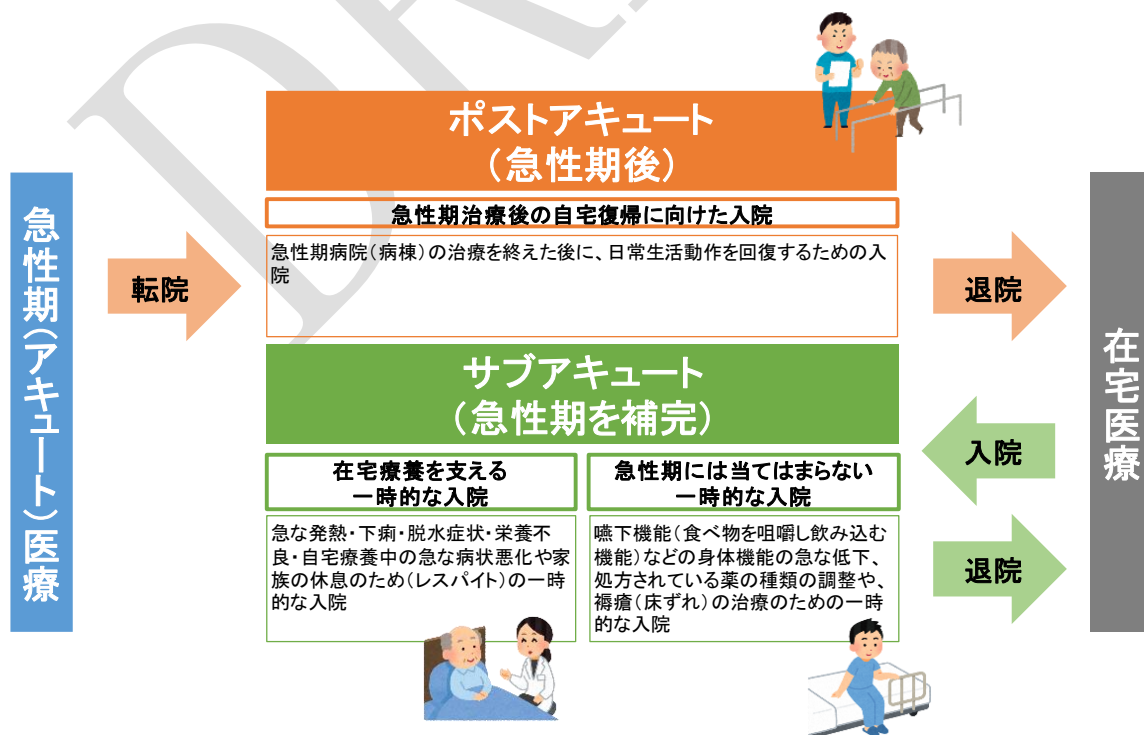 ポストアキュート
（急性期後）
急性期治療後の自宅復帰に向けた入院
急性期病院（病棟）の治療を終えた後に、日常生活動作を回復するための入
院
急性期（アキュート）医療
転院
退院
サブアキュート
（急性期を補完）
在宅療養を支える
一時的な入院
急な発熱・下痢・脱水症状・栄養不
良・自宅療養中の急な病状悪化や家
族の休息のため（レスパイト）の一時
的な入院
急性期には当てはまらない
一時的な入院
嚥下機能（食べ物を咀嚼し飲み込む
機能）などの身体機能の急な低下、
処方されている薬の種類の調整や、
褥瘡（床ずれ）の治療のための一時
的な入院
入院
退院
在宅医療